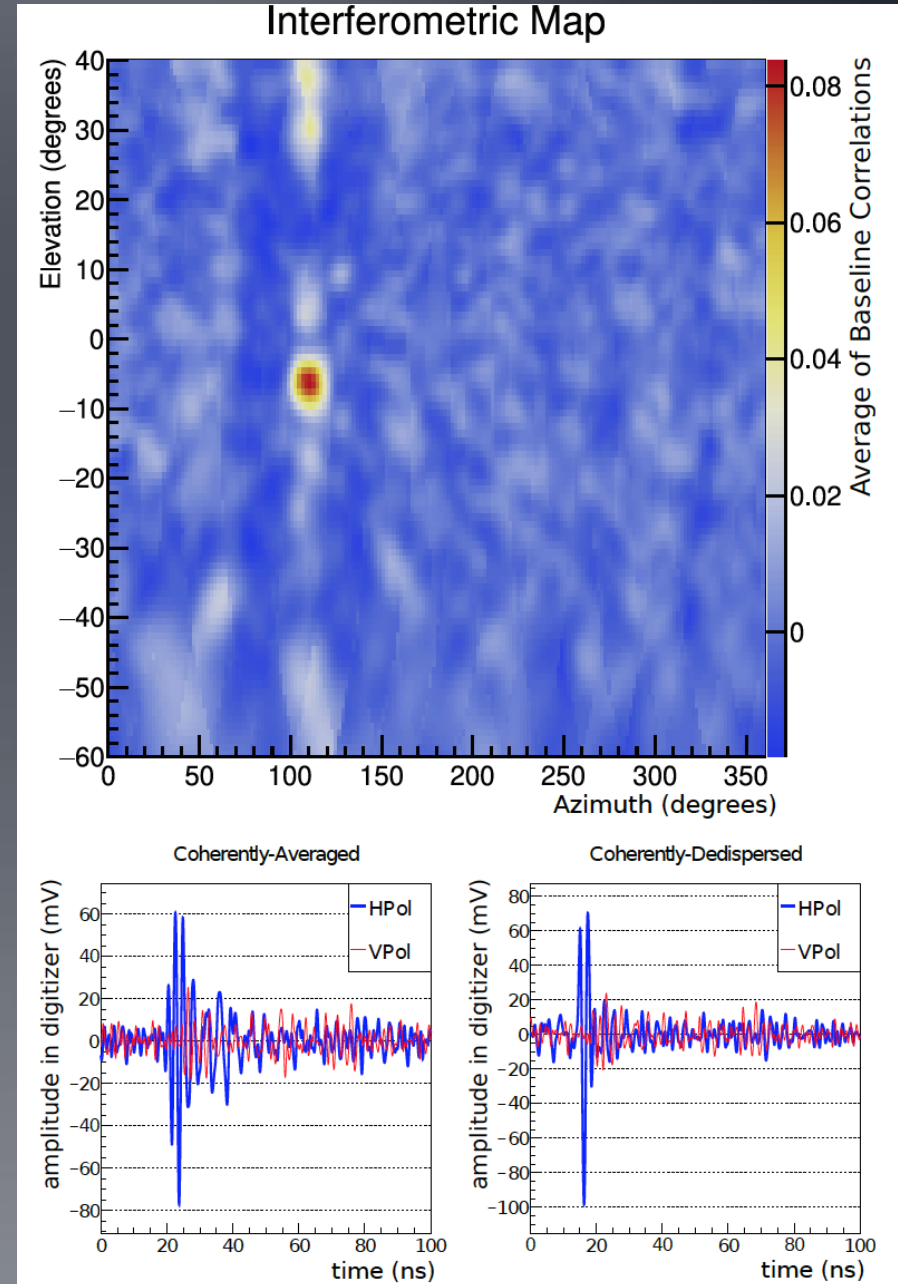 Interferometric Map
Elevation (degrees)
40
30
20
10
0
−10
−20
−30
−40
−50
−60
0 50 100 150 200 250 300 350
Azimuth (degrees)
0.08
0.06
0.04
0.02
0
Average of Baseline Correlations
Coherently-Averaged
amplitude in digitizer (mV)
60
40
20
0
−20
−40
−60
−80
HPol
VPol
0 20 40 60 80 100
time (ns)
Coherently-Dedispersed
amplitude in digitizer (mV)
80
60
40
20
0
−20
−40
−60
−80
−100
HPol
VPol
0 20 40 60 80 100
time (ns)